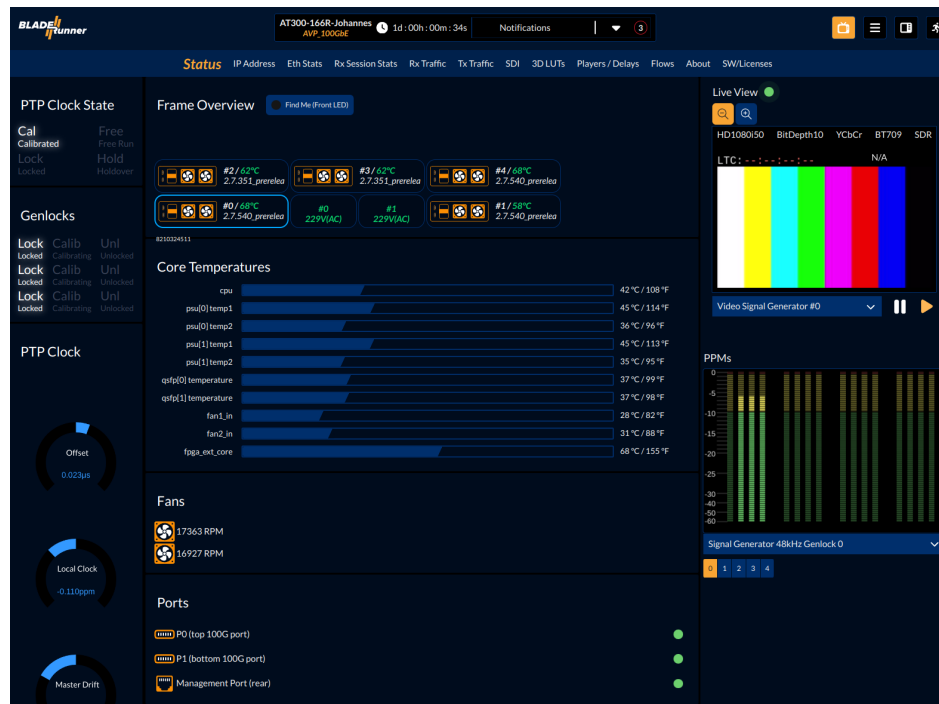 BLADE
runner
AT300-166R-Johannes
AVP_100GbE
1d : 00h : 00m : 34s
Notifications
3
Status IP Address Eth Stats Rx Session Stats Rx Traffic Tx Traffic SDI 3D LUTs Players / Delays Flows About SW/Licenses
PTP Clock State
Cal Free
Calibrated Free Run
Lock Hold
Locked Holdover
Genlocks
Lock Calib Unl
Locked Calibrating Unlocked
Lock Calib Unl
Locked Calibrating Unlocked
Lock Calib Unl
Locked Calibrating Unlocked
PTP Clock
Offset
0.023µs
Local Clock
-0.110ppm
Master Drift
Frame Overview
Find Me (Front LED)
#2 / 62°C
2.7.351_prerelea
#3 / 62°C
2.7.351_prerelea
#4 / 68°C
2.7.540_prerelea
#0 / 68°C
2.7.540_prerelea
#0
229V(AC)
#1
229V(AC)
#1 / 58°C
2.7.540_prerelea
8210324511
Core Temperatures
cpu 42 °C / 108 °F
psu[0] temp1 45 °C / 114 °F
psu[0] temp2 36 °C / 96 °F
psu[1] temp1 45 °C / 113 °F
psu[1] temp2 35 °C / 95 °F
qsfp[0] temperature 37 °C / 99 °F
qsfp[1] temperature 37 °C / 98 °F
fan1_in 28 °C / 82 °F
fan2_in 31 °C / 88 °F
fpga_ext_core 68 °C / 155 °F
Fans
17363 RPM
16927 RPM
Ports
P0 (top 100G port)
P1 (bottom 100G port)
Management Port (rear)
Live View
HD1080i50 BitDepth10 YCbCr BT709 SDR
LTC: --:--:--:-- N/A
Video Signal Generator #0
PPMs
0
-5
-10
-15
-20
-25
-30
-40
-50
-60
Signal Generator 48kHz Genlock 0
0 1 2 3 4